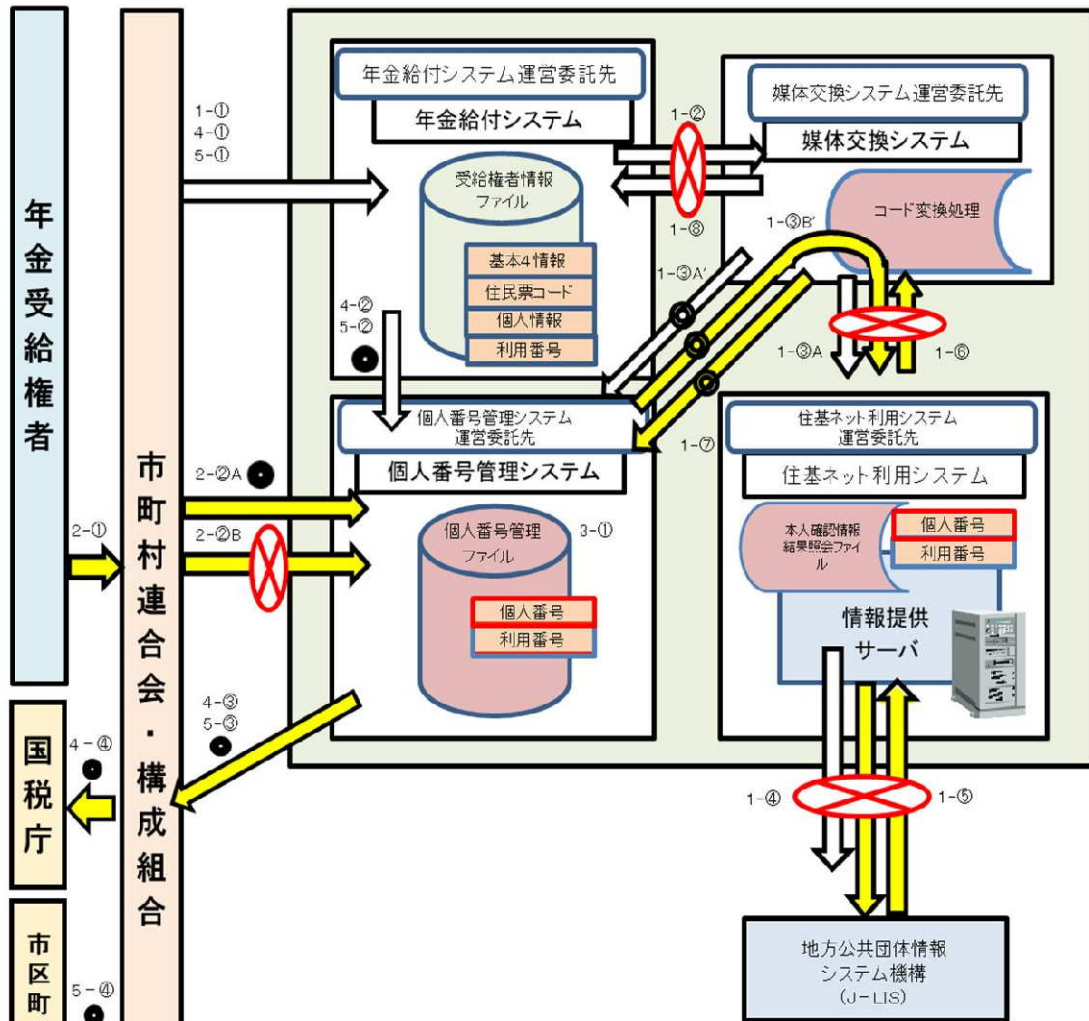 年金受給権者
国税庁
市区町
市町村連合会・構成組合
1-①
4-①
5-①
年金給付システム運営委託先
年金給付システム
受給権者情報
ファイル
基本4情報
住民票コード
個人情報
利用番号
1-②
1-⑧
媒体交換システム運営委託先
媒体交換システム
コード変換処理
1-③B'
1-③A'
1-③A
1-⑥
1-⑦
4-②
5-②
個人番号管理システム
運営委託先
個人番号管理システム
個人番号管理
ファイル
3-①
個人番号
利用番号
2-①
2-②A
2-②B
住基ネット利用システム
運営委託先
住基ネット利用システム
本人確認情報
結果照会ファイ
ル
個人番号
利用番号
情報提供
サーバ
4-③
5-③
4-④
5-④
1-④
1-⑤
地方公共団体情報
システム機構
(J-LIS)